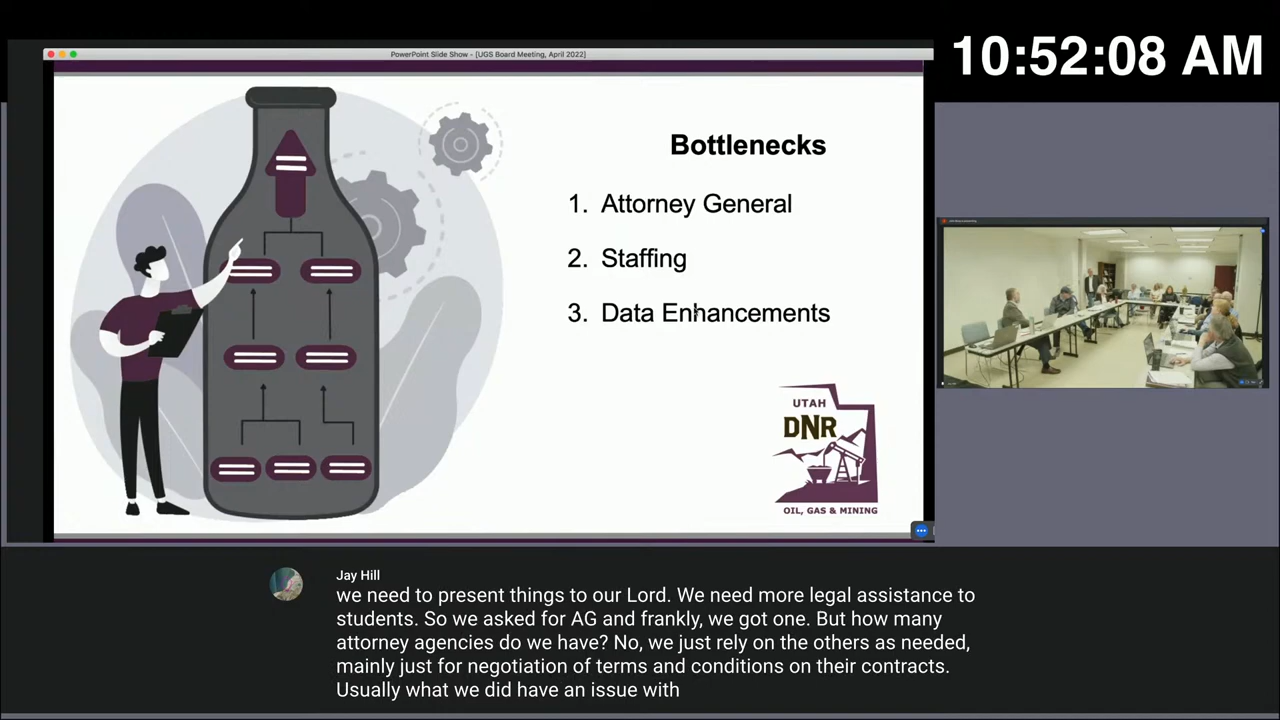 10:52:08 AM
PowerPoint Slide Show - [UGS Board Meeting, April 2022]
Bottlenecks
1. Attorney General
2. Staffing
3. Data Enhancements
UTAH
DNR
OIL, GAS & MINING
Jay Hill
we need to present things to our Lord. We need more legal assistance to
students. So we asked for AG and frankly, we got one. But how many
attorney agencies do we have? No, we just rely on the others as needed,
mainly just for negotiation of terms and conditions on their contracts.
Usually what we did have an issue with